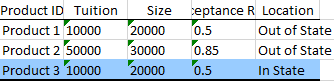 Product ID Tuition Size ceptance R Location
Product 1 10000 20000 0.5 Out of State
Product 2 50000 30000 0.85 Out of State
Product 3 10000 20000 0.5 In State